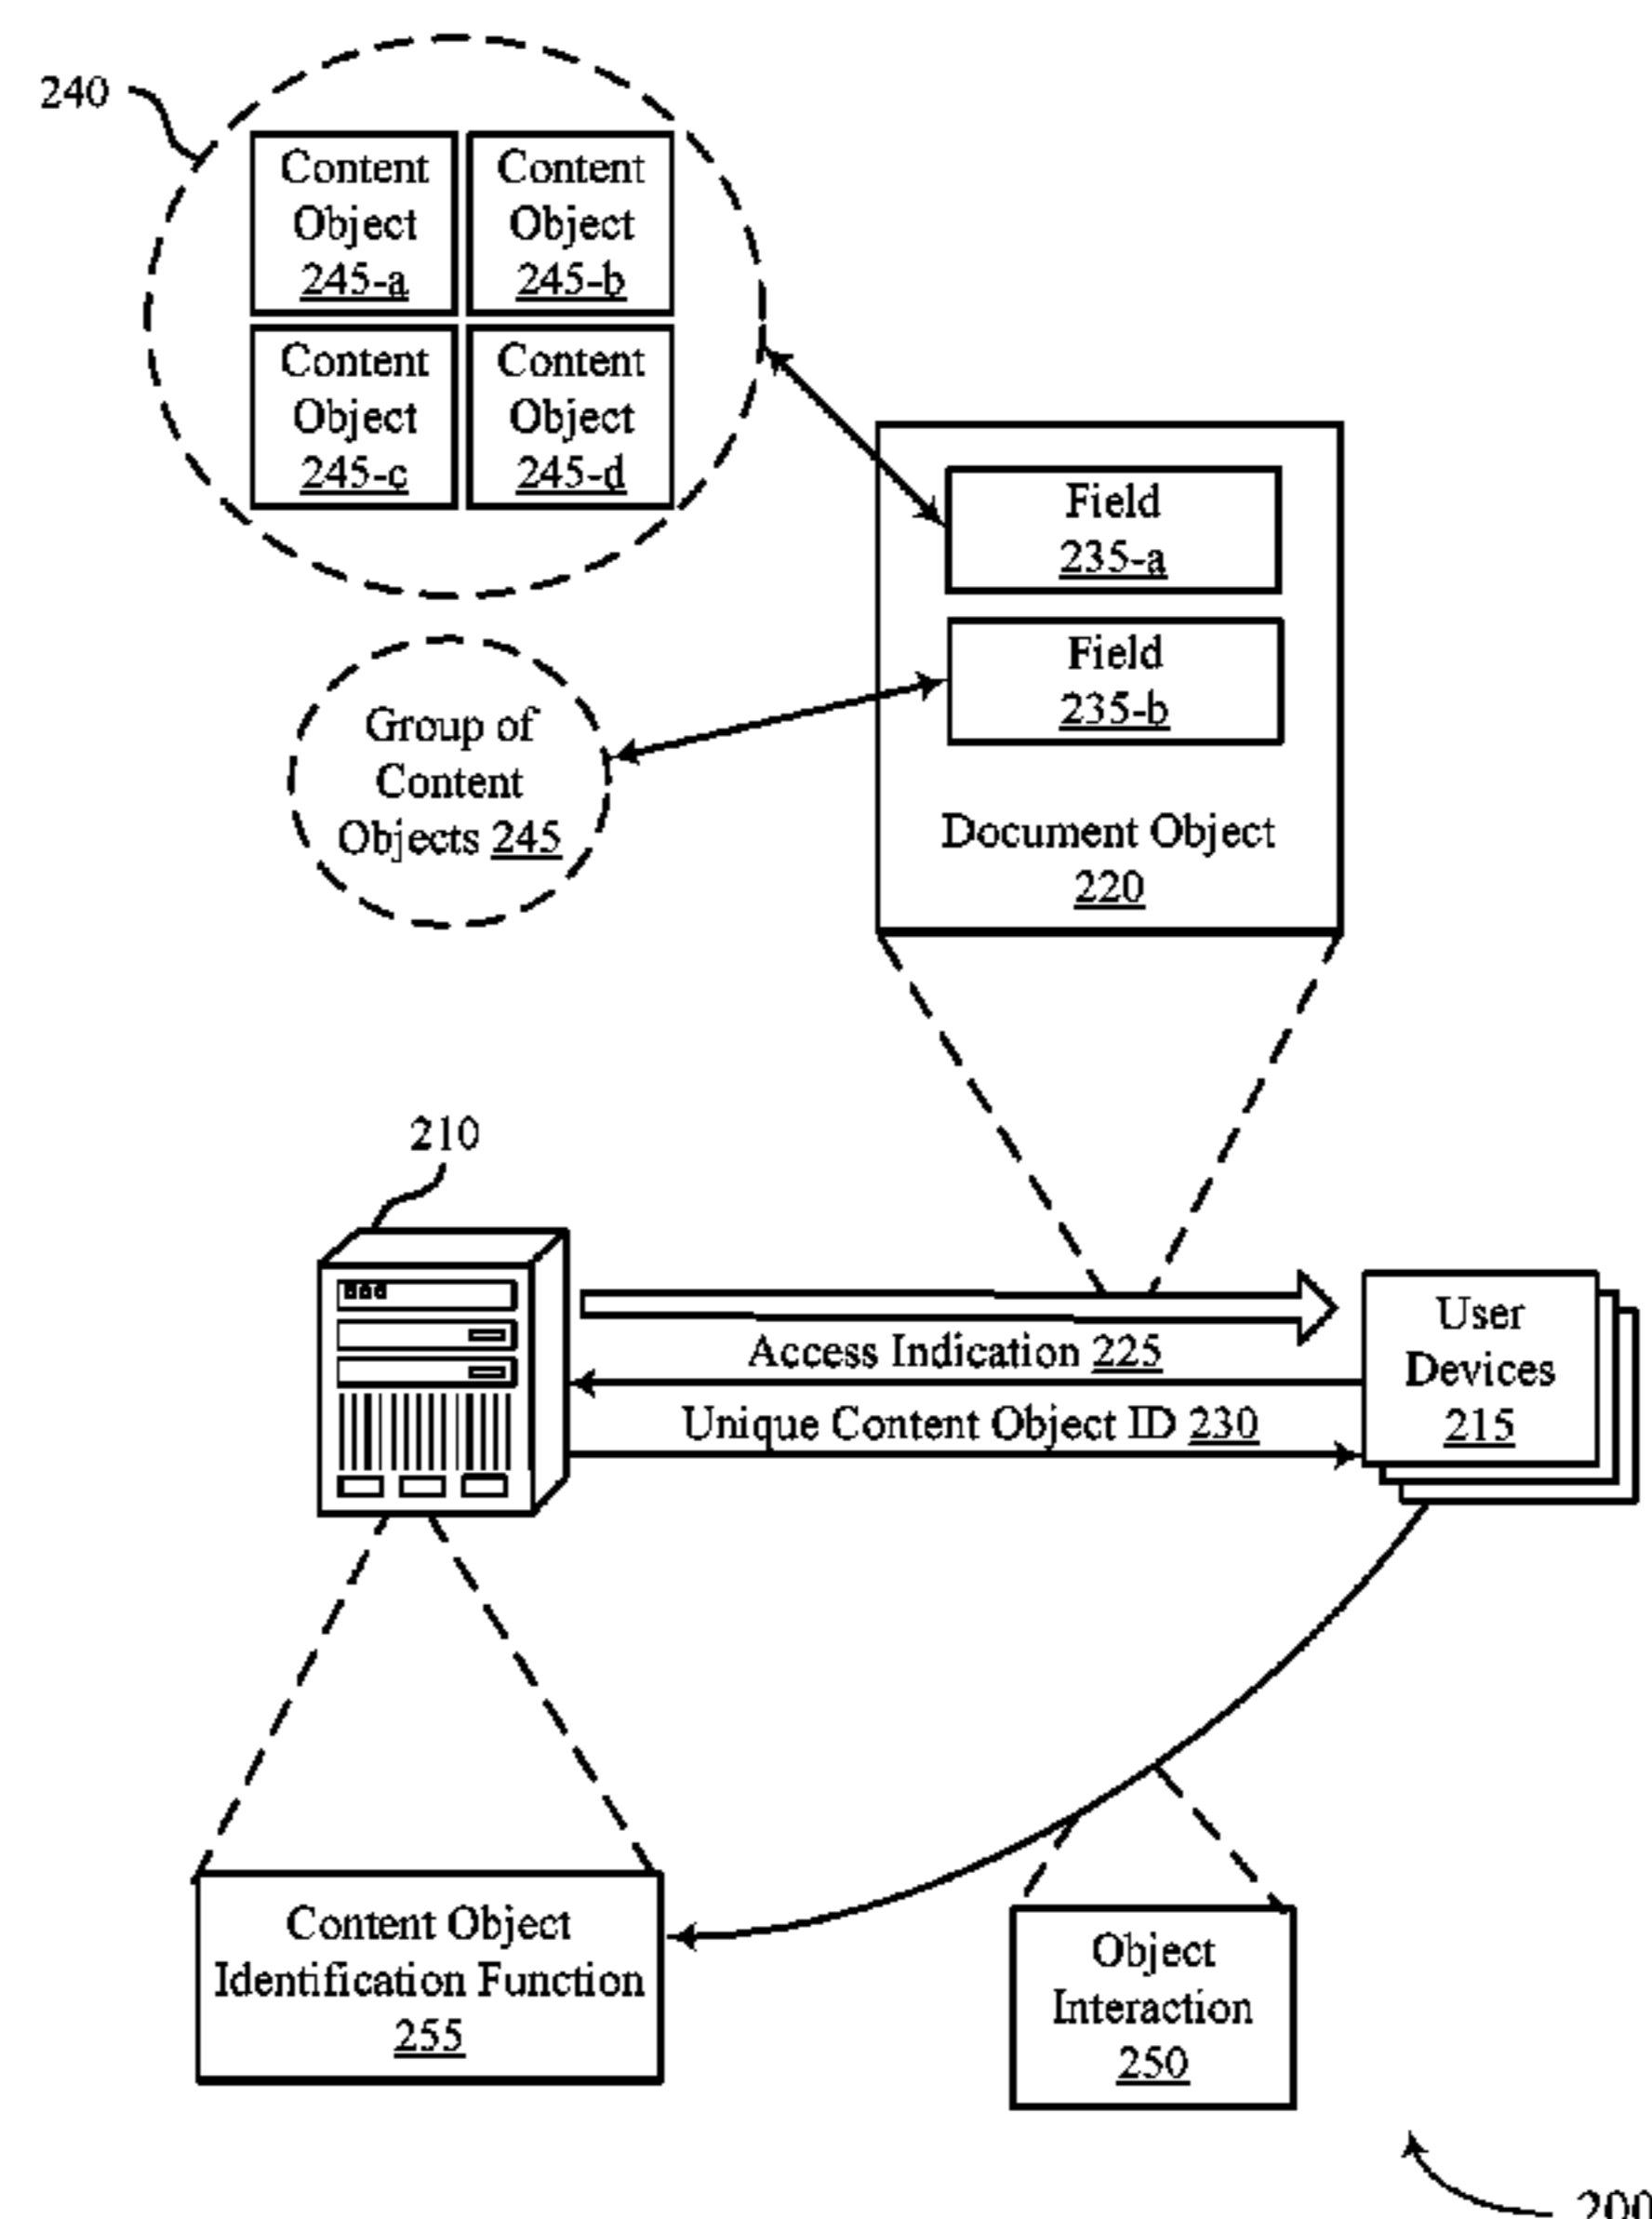 240
Content
Object
245-a
Content
Object
245-b
Content
Object
245-c
Content
Object
245-d
Field
235-a
Field
235-b
Group of
Content
Objects 245
Document Object
220
210
Access Indication 225
Unique Content Object ID 230
User
Devices
215
Content Object
Identification Function
255
Object
Interaction
250
200